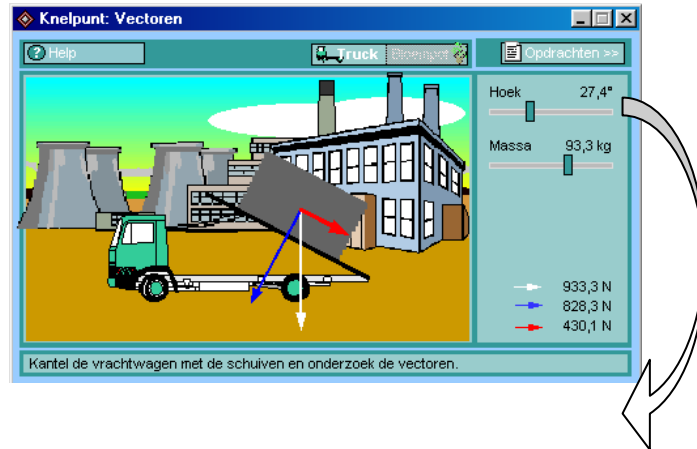 Knelpunt: Vectoren
Help
Truck
Bloempot
Opdrachten >>
Hoek 27,4°
Massa 93,3 kg
933,3 N
828,3 N
430,1 N
Kantel de vrachtwagen met de schuiven en onderzoek de vectoren.